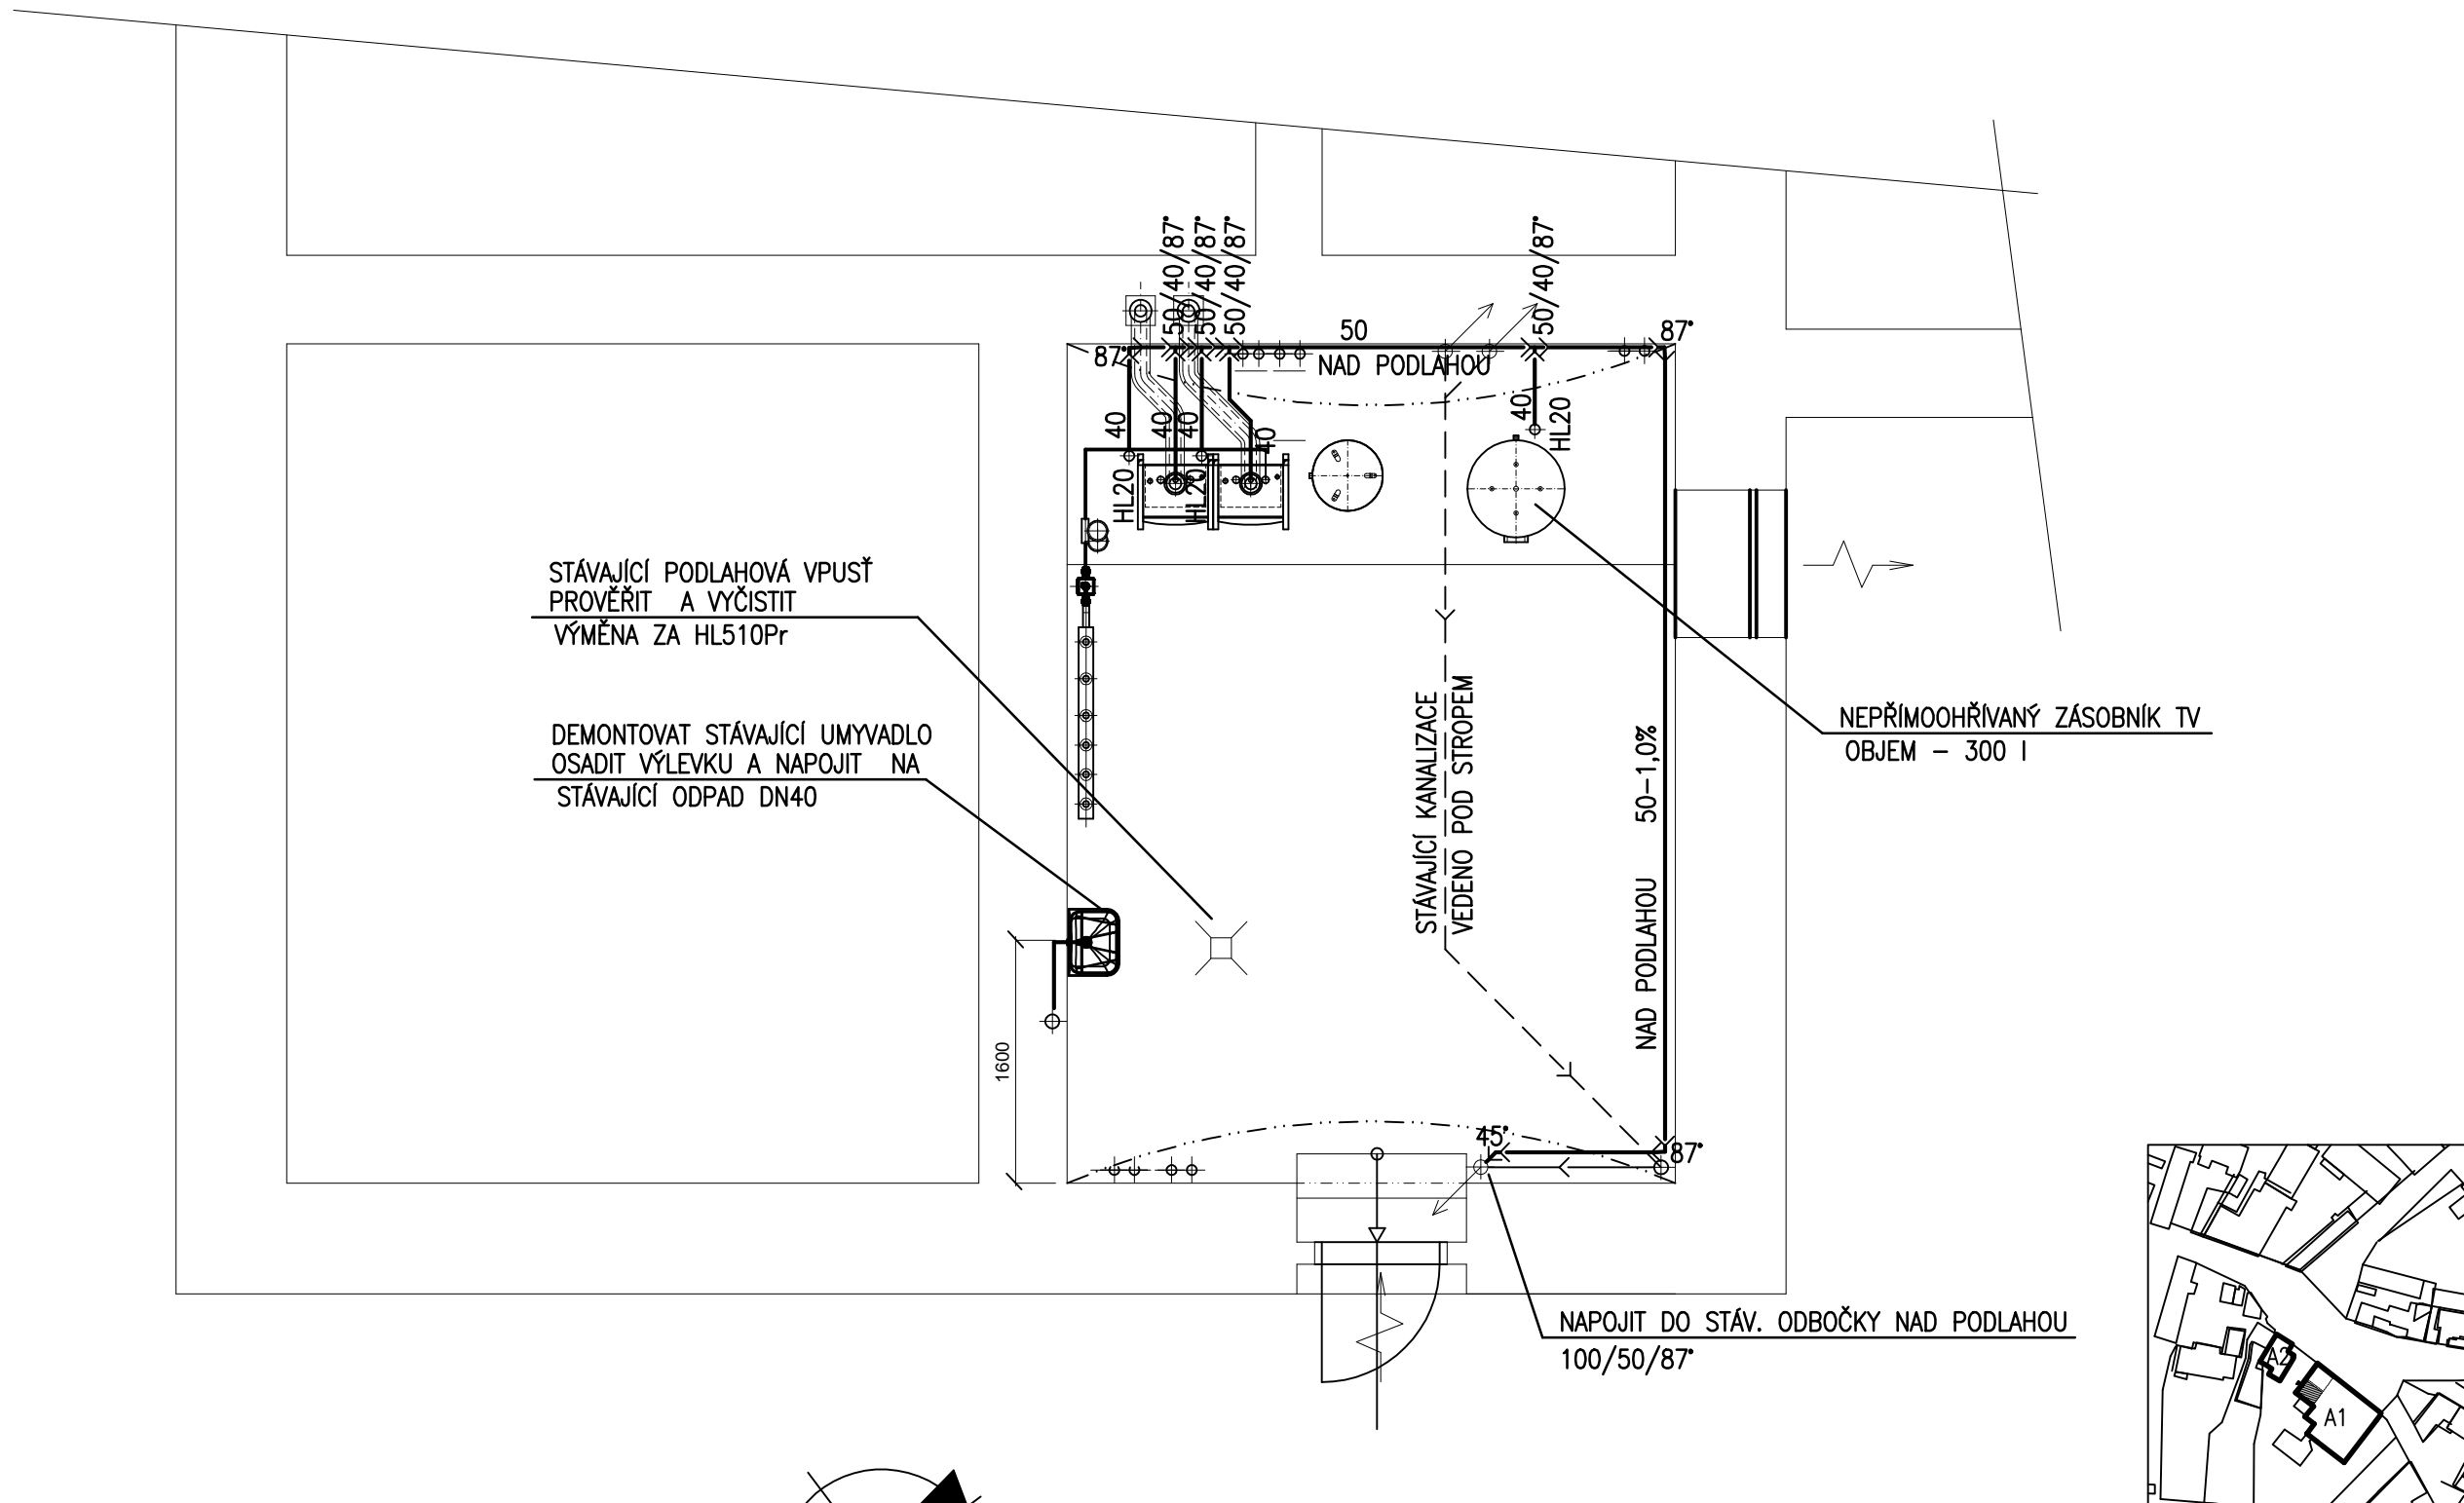 50/40/87°
50/40/87°
50/40/87°
50/40/87°
50
87°
87°
NAD PODLAHOU
40
40
40
40
40
HL20
HL20
HL20
STÁVAJÍCÍ PODLAHOVÁ VPUSŤ
PROVĚŘIT A VYČISTIT
VÝMĚNA ZA HL510Pr
DEMONTOVAT STÁVAJÍCÍ UMYVADLO
OSADIT VÝLEVKU A NAPOJIT NA
STÁVAJÍCÍ ODPAD DN40
STÁVAJÍCÍ KANALIZACE
VEDENO POD STROPEM
NAD PODLAHOU 50-1,0%
NEPŘÍMOOHŘÍVANÝ ZÁSOBNÍK TV
OBJEM - 300 l
1600
45°
87°
NAPOJIT DO STÁV. ODBOČKY NAD PODLAHOU
100/50/87°
A2
A1